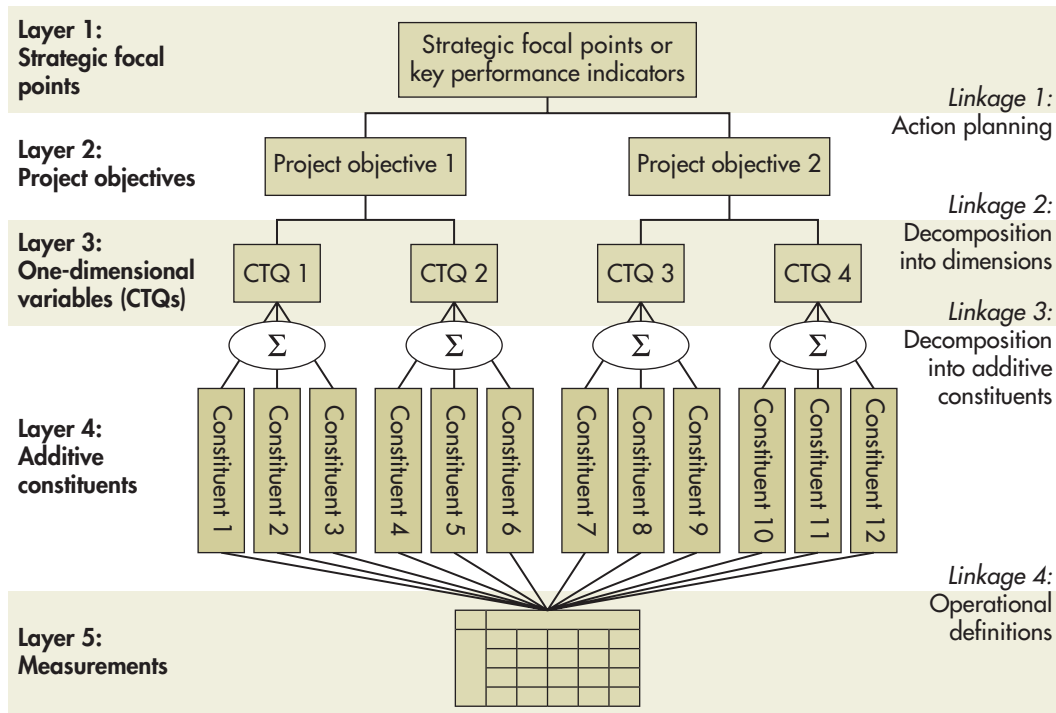 Layer 1:
Strategic focal
points
Strategic focal points or
key performance indicators
Linkage 1:
Action planning
Layer 2:
Project objectives
Project objective 1
Project objective 2
Linkage 2:
Decomposition
into dimensions
Layer 3:
One-dimensional
variables (CTQs)
CTQ 1
CTQ 2
CTQ 3
CTQ 4
Linkage 3:
Decomposition
into additive
constituents
Σ
Σ
Σ
Σ
Layer 4:
Additive
constituents
Constituent 1
Constituent 2
Constituent 3
Constituent 4
Constituent 5
Constituent 6
Constituent 7
Constituent 8
Constituent 9
Constituent 10
Constituent 11
Constituent 12
Linkage 4:
Operational
definitions
Layer 5:
Measurements